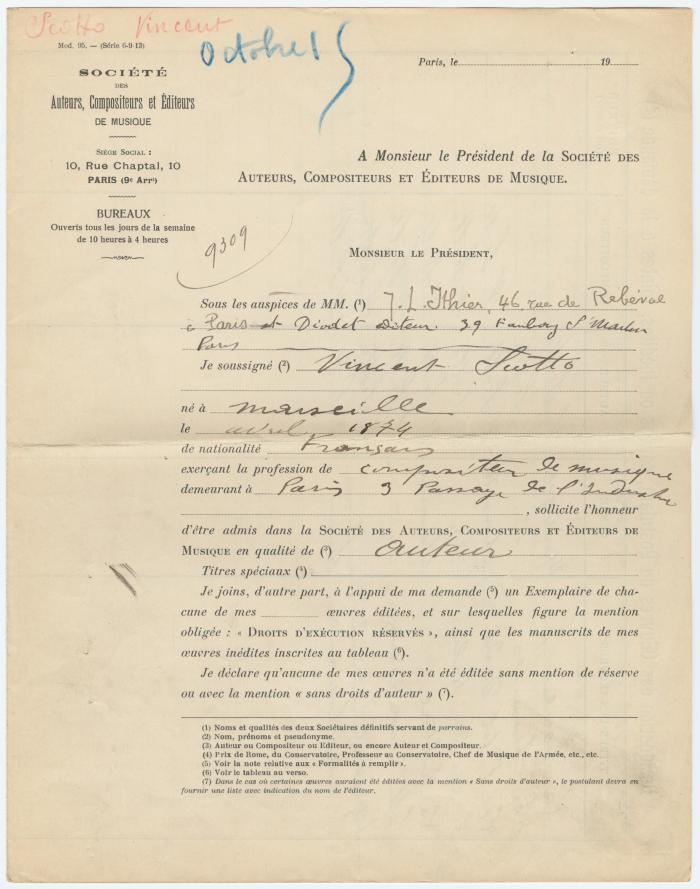 Scotto Vincent
Octobre 15
Mod. 95. — (Série 6-9-13)
SOCIÉTÉ
DES
Auteurs, Compositeurs et Éditeurs
DE MUSIQUE
SIÈGE SOCIAL :
10, Rue Chaptal, 10
PARIS (9e Arrt)
BUREAUX
Ouverts tous les jours de la semaine
de 10 heures à 4 heures
Paris, le 19
A Monsieur le Président de la SOCIÉTÉ DES
AUTEURS, COMPOSITEURS ET ÉDITEURS DE MUSIQUE.
9309
MONSIEUR LE PRÉSIDENT,
Sous les auspices de MM. (1) J. L. Ithier, 46, rue de Rebéval
à Paris et Diodet Editeur 39 Faubourg St Martin
Paris
Je soussigné (2) Vincent Scotto
né à marseille
le avril 1874
de nationalité Français
exerçant la profession de compositeur de musique
demeurant à Paris 3 Passage de l'Industrie
, sollicite l'honneur
d'être admis dans la SOCIÉTÉ DES AUTEURS, COMPOSITEURS ET ÉDITEURS DE
MUSIQUE en qualité de (3) auteur
Titres spéciaux (4)
Je joins, d'autre part, à l'appui de ma demande (5) un Exemplaire de cha-
cune de mes œuvres éditées, et sur lesquelles figure la mention
obligée : « DROITS D'EXÉCUTION RÉSERVÉS », ainsi que les manuscrits de mes
œuvres inédites inscrites au tableau (6).
Je déclare qu'aucune de mes œuvres n'a été éditée sans mention de réserve
ou avec la mention « sans droits d'auteur » (7).
(1) Noms et qualités des deux Sociétaires définitifs servant de parrains.
(2) Nom, prénoms et pseudonyme.
(3) Auteur ou Compositeur ou Editeur, ou encore Auteur et Compositeur.
(4) Prix de Rome, du Conservatoire, Professeur au Conservatoire, Chef de Musique de l'Armée, etc., etc.
(5) Voir la note relative aux « Formalités à remplir ».
(6) Voir le tableau au verso.
(7) Dans le cas où certaines œuvres auraient été éditées avec la mention « Sans droits d'auteur », le postulant devra en
fournir une liste avec indication du nom de l'éditeur.